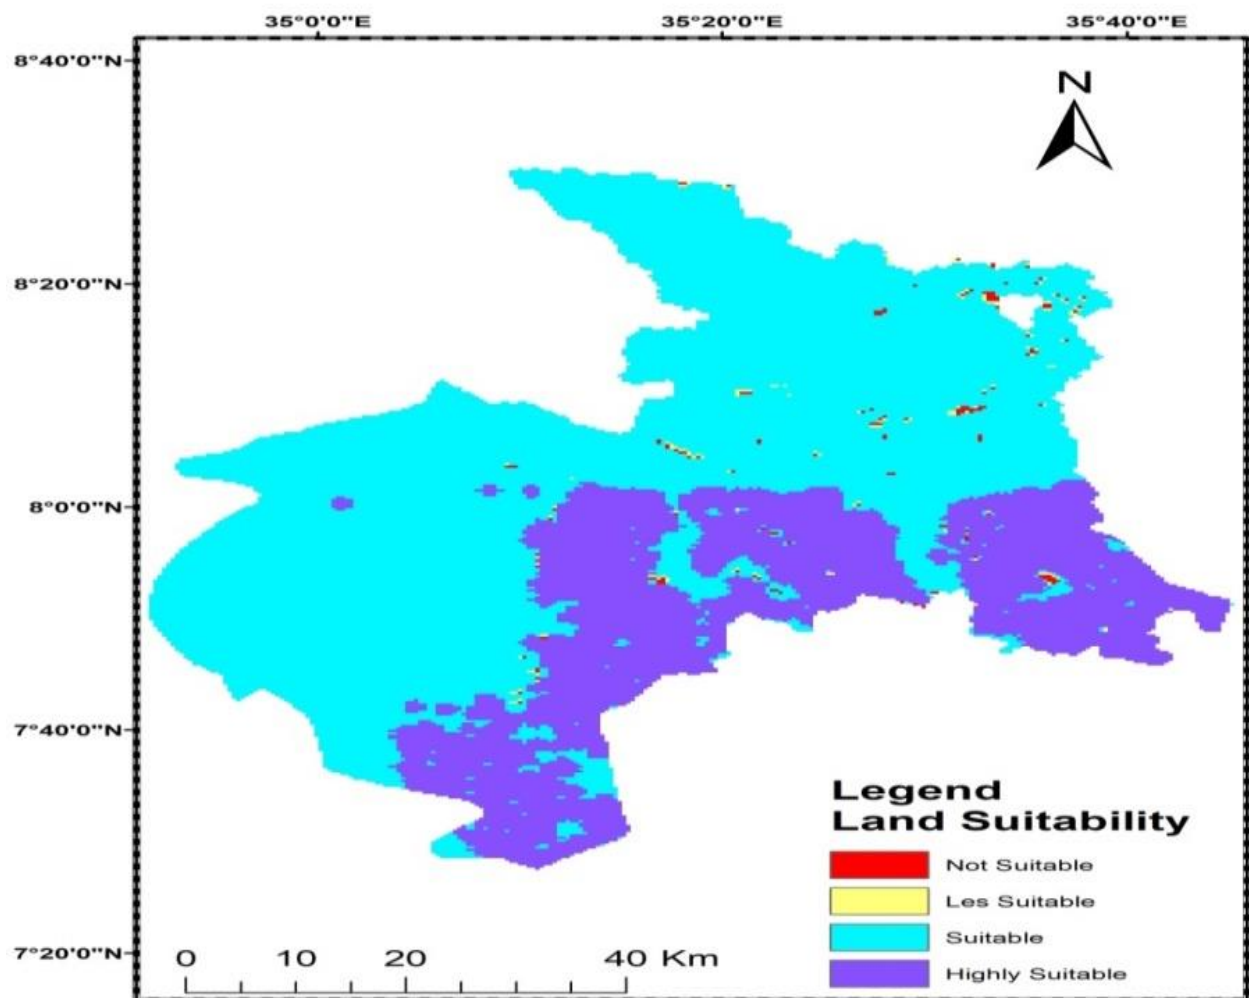 35°0'0"E 35°20'0"E 35°40'0"E
8°40'0"N
N
8°20'0"N
8°0'0"N
7°40'0"N
7°20'0"N
Legend
Land Suitability
Not Suitable
Les Suitable
Suitable
Highly Suitable
0 10 20 40 Km